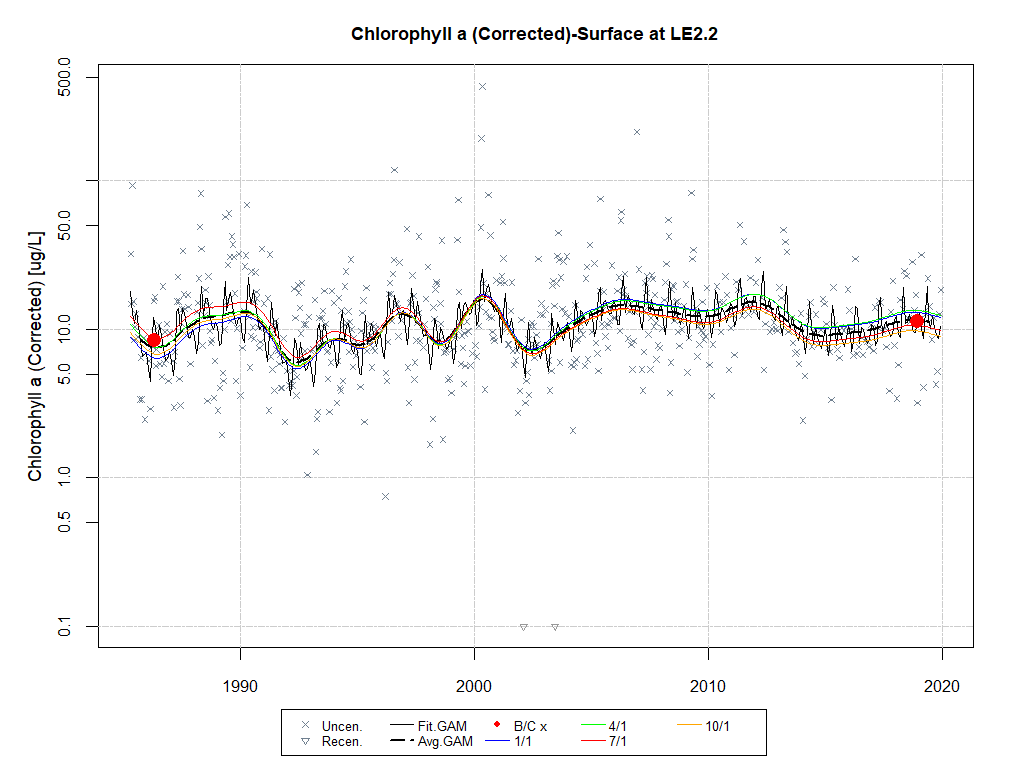 Chlorophyll a (Corrected)-Surface at LE2.2
Chlorophyll a (Corrected) [ug/L]
500.0
50.0
10.0
5.0
1.0
0.5
0.1
1990 2000 2010 2020
Uncen. Fit.GAM B/C x 4/1 10/1
Recen. Avg.GAM 1/1 7/1